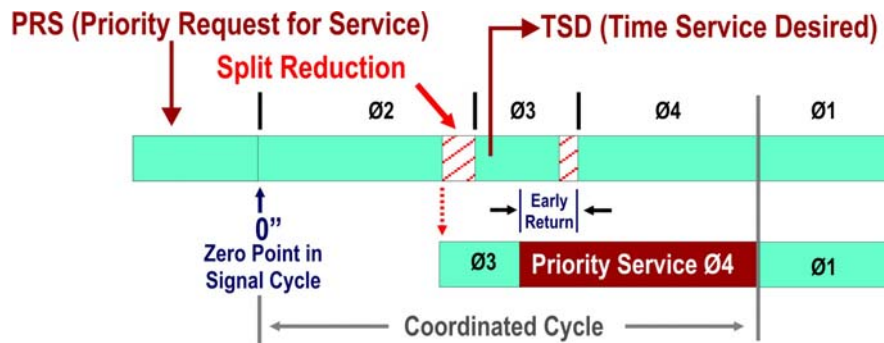 PRS (Priority Request for Service)
TSD (Time Service Desired)
Split Reduction
Ø2
Ø3
Ø4
Ø1
0”
Zero Point in
Signal Cycle
Early
Return
Ø3
Priority Service Ø4
Ø1
Coordinated Cycle